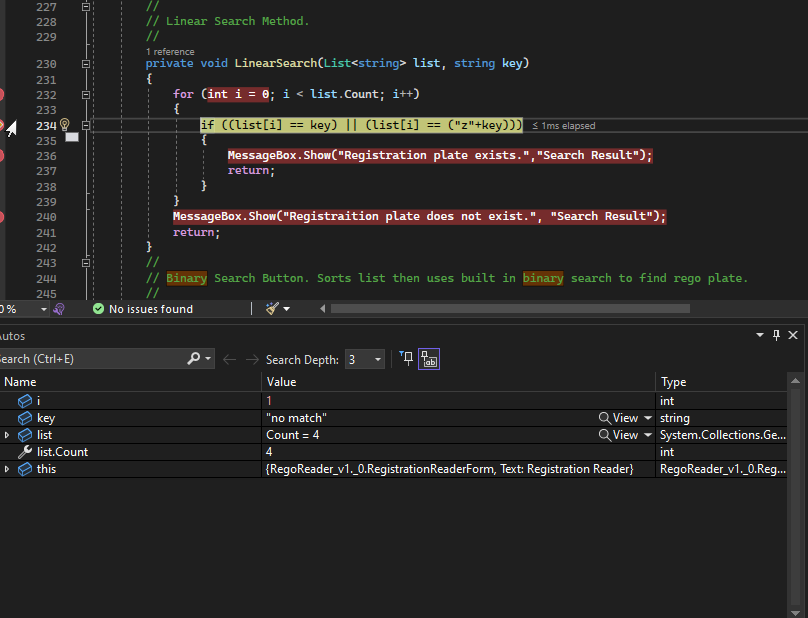 227 //
228 // Linear Search Method.
229 //
1 reference
230 private void LinearSearch(List<string> list, string key)
231 {
232 for (int i = 0; i < list.Count; i++)
233 {
234 if ((list[i] == key) || (list[i] == ("z"+key))) ≤ 1ms elapsed
235 {
236 MessageBox.Show("Registration plate exists.","Search Result");
237 return;
238 }
239 }
240 MessageBox.Show("Registraition plate does not exist.", "Search Result");
241 return;
242 }
243 //
244 // Binary Search Button. Sorts list then uses built in binary search to find rego plate.
245 //
0 % No issues found
Autos
Search (Ctrl+E) Search Depth: 3
Name Value Type
i 1 int
key "no match" View string
list Count = 4 View System.Collections.Ge...
list.Count 4 int
this {RegoReader_v1._0.RegistrationReaderForm, Text: Registration Reader} RegoReader_v1._0.Reg...